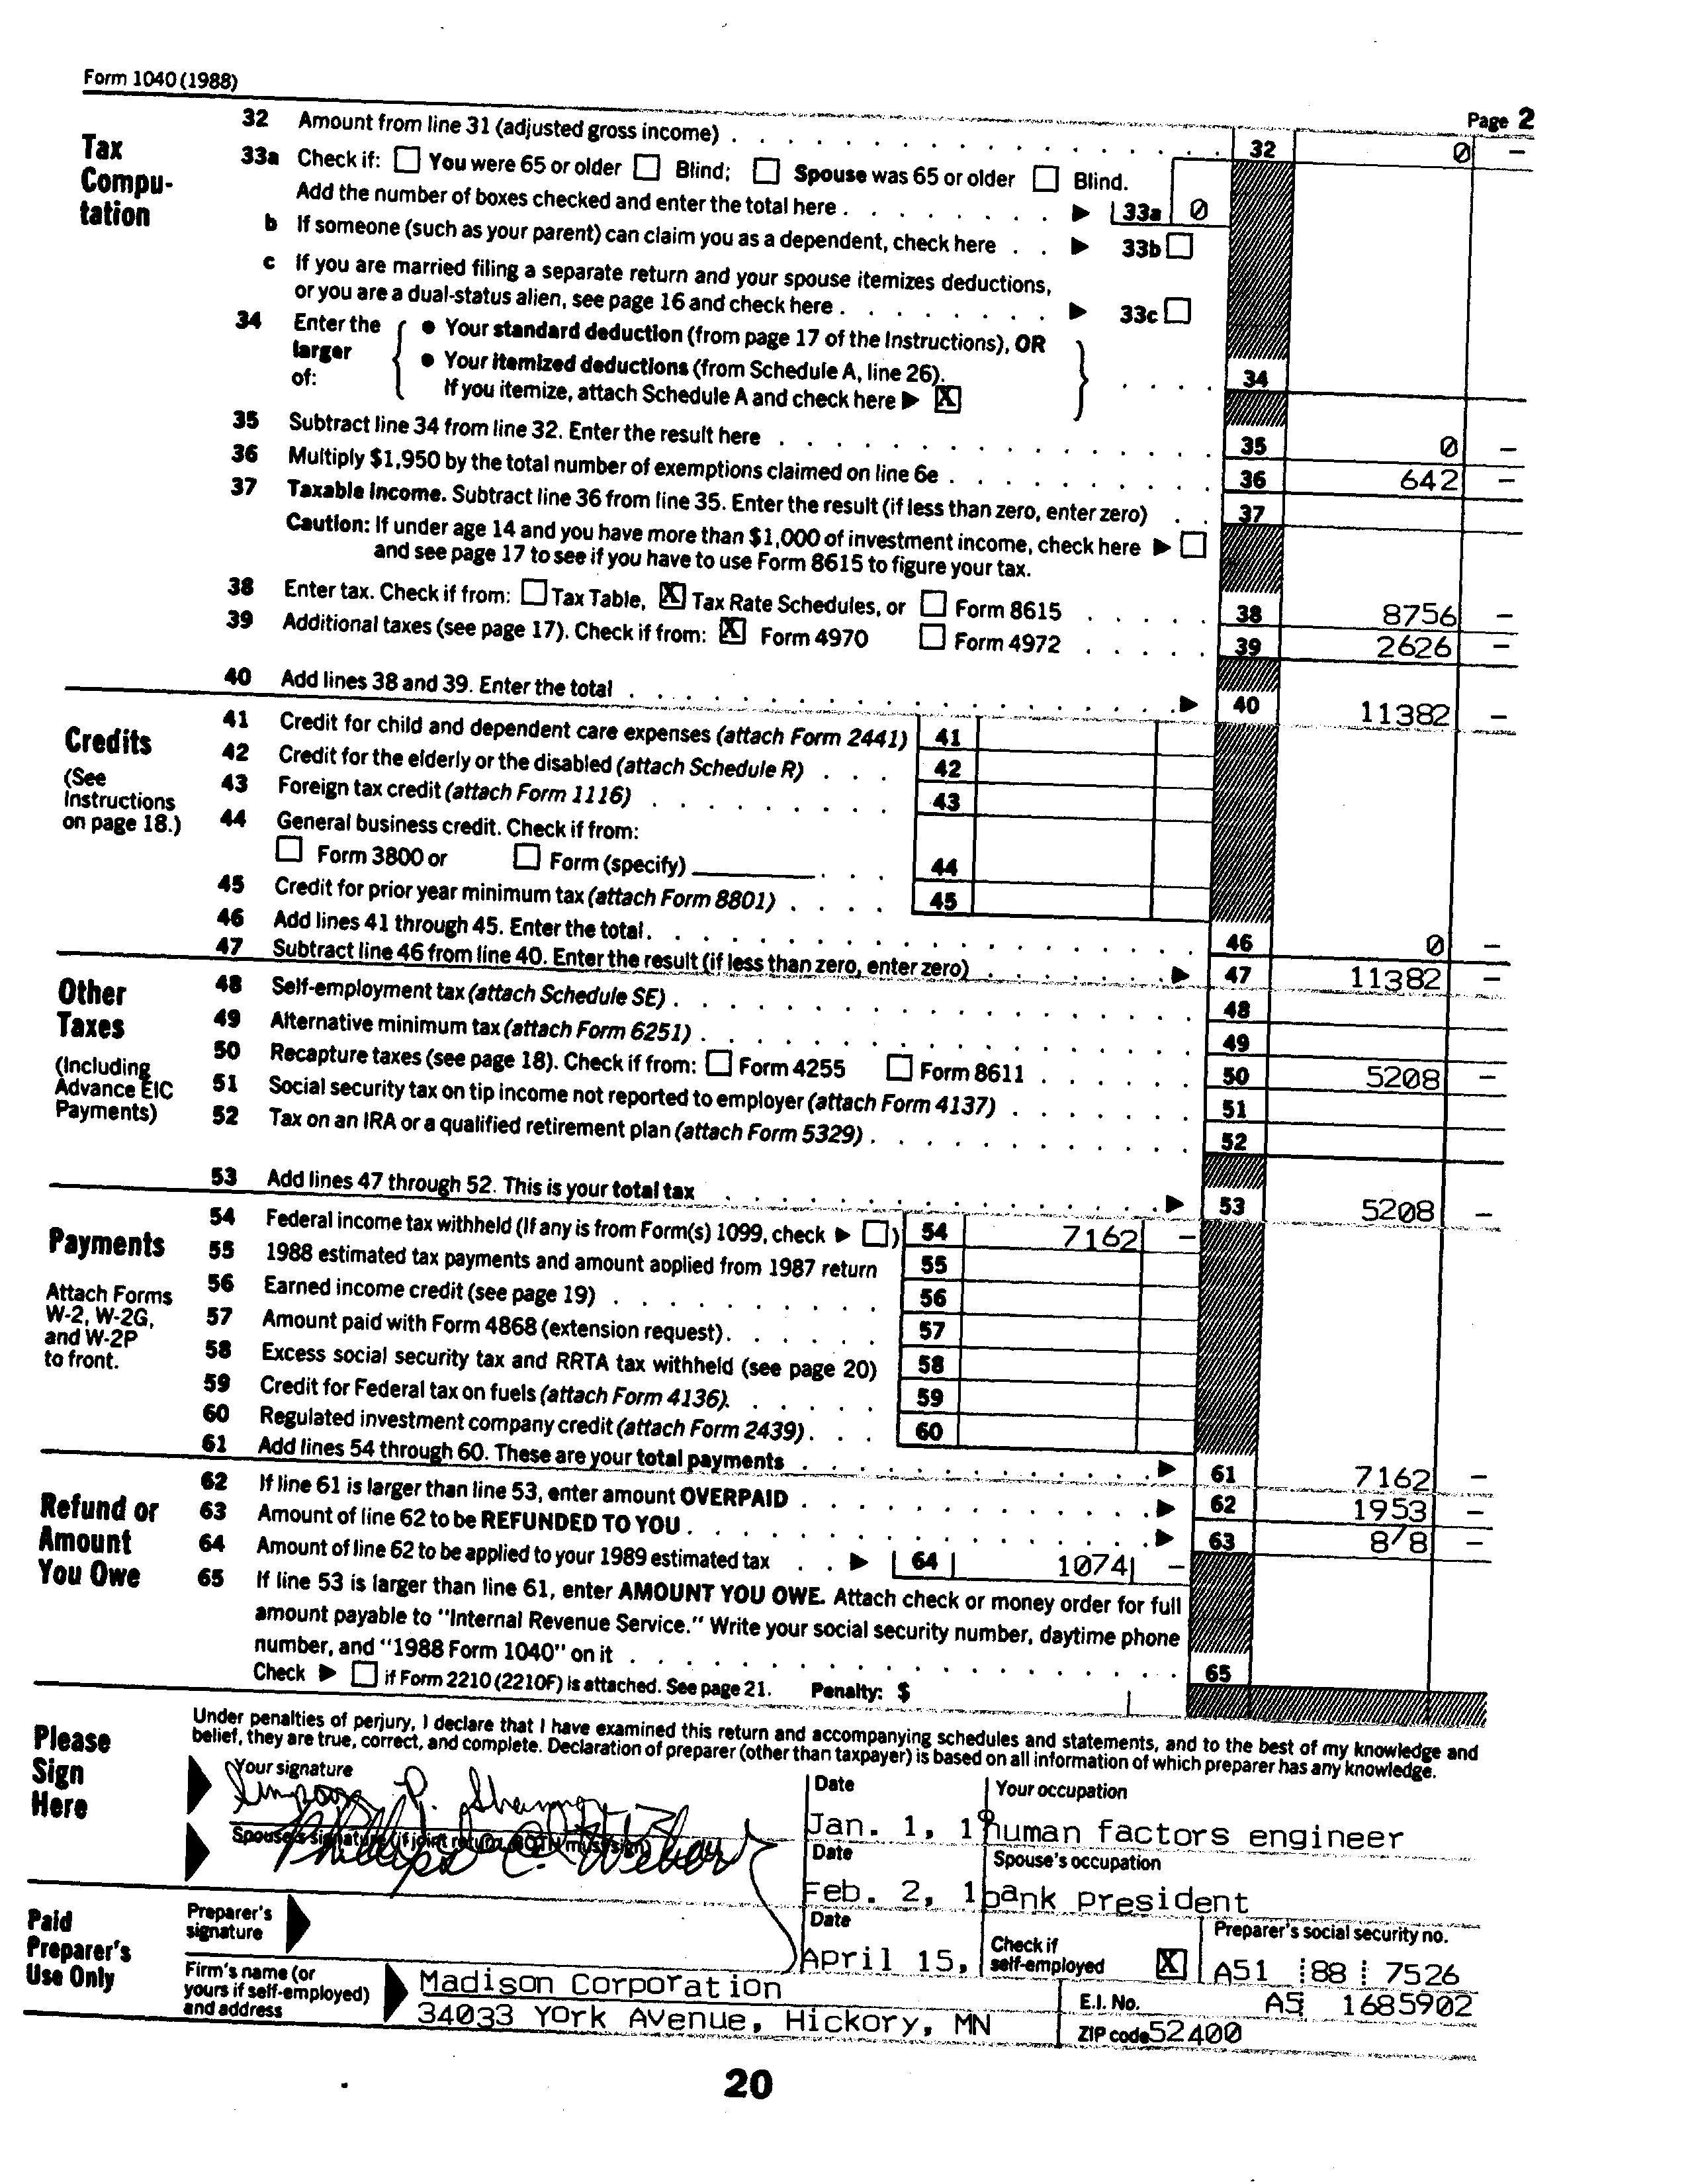 Form 1040 (1988)
Page 2
Tax Compu-tation
32 Amount from line 31 (adjusted gross income) 32 0 –
33a Check if: You were 65 or older Blind; Spouse was 65 or older Blind.
Add the number of boxes checked and enter the total here ▶ 33a 0
b If someone (such as your parent) can claim you as a dependent, check here ▶ 33b
c If you are married filing a separate return and your spouse itemizes deductions,
or you are a dual-status alien, see page 16 and check here ▶ 33c
34 Enter the larger of:
● Your standard deduction (from page 17 of the Instructions), OR
● Your itemized deductions (from Schedule A, line 26).
If you itemize, attach Schedule A and check here ▶ X 34
35 Subtract line 34 from line 32. Enter the result here 35 0 –
36 Multiply $1,950 by the total number of exemptions claimed on line 6e 36 642 –
37 Taxable income. Subtract line 36 from line 35. Enter the result (if less than zero, enter zero) 37
Caution: If under age 14 and you have more than $1,000 of investment income, check here ▶
and see page 17 to see if you have to use Form 8615 to figure your tax.
38 Enter tax. Check if from: Tax Table, X Tax Rate Schedules, or Form 8615 38 8756 –
39 Additional taxes (see page 17). Check if from: X Form 4970 Form 4972 39 2626 –
40 Add lines 38 and 39. Enter the total ▶ 40 11382 –
Credits
(See Instructions on page 18.)
41 Credit for child and dependent care expenses (attach Form 2441) 41
42 Credit for the elderly or the disabled (attach Schedule R) 42
43 Foreign tax credit (attach Form 1116) 43
44 General business credit. Check if from:
Form 3800 or Form (specify) 44
45 Credit for prior year minimum tax (attach Form 8801) 45
46 Add lines 41 through 45. Enter the total 46 0 –
47 Subtract line 46 from line 40. Enter the result (if less than zero, enter zero) ▶ 47 11382 –
Other Taxes
(Including Advance EIC Payments)
48 Self-employment tax (attach Schedule SE) 48
49 Alternative minimum tax (attach Form 6251) 49
50 Recapture taxes (see page 18). Check if from: Form 4255 Form 8611 50 5208 –
51 Social security tax on tip income not reported to employer (attach Form 4137) 51
52 Tax on an IRA or a qualified retirement plan (attach Form 5329) 52
53 Add lines 47 through 52. This is your total tax ▶ 53 5208 –
Payments
Attach Forms W-2, W-2G, and W-2P to front.
54 Federal income tax withheld (If any is from Form(s) 1099, check ▶ ) 54 7162 –
55 1988 estimated tax payments and amount applied from 1987 return 55
56 Earned income credit (see page 19) 56
57 Amount paid with Form 4868 (extension request) 57
58 Excess social security tax and RRTA tax withheld (see page 20) 58
59 Credit for Federal tax on fuels (attach Form 4136) 59
60 Regulated investment company credit (attach Form 2439) 60
61 Add lines 54 through 60. These are your total payments ▶ 61 7162 –
Refund or Amount You Owe
62 If line 61 is larger than line 53, enter amount OVERPAID ▶ 62 1953 –
63 Amount of line 62 to be REFUNDED TO YOU ▶ 63 878 –
64 Amount of line 62 to be applied to your 1989 estimated tax ▶ 64 1074 –
65 If line 53 is larger than line 61, enter AMOUNT YOU OWE. Attach check or money order for full
amount payable to "Internal Revenue Service." Write your social security number, daytime phone
number, and "1988 Form 1040" on it 65
Check ▶ if Form 2210 (2210F) is attached. See page 21. Penalty: $
Please Sign Here
Under penalties of perjury, I declare that I have examined this return and accompanying schedules and statements, and to the best of my knowledge and
belief, they are true, correct, and complete. Declaration of preparer (other than taxpayer) is based on all information of which preparer has any knowledge.
Your signature
Date
Jan. 1, 19
Your occupation
human factors engineer
Spouse's signature (if joint return, BOTH must sign)
Date
Feb. 2, 1
Spouse's occupation
bank president
Paid Preparer's Use Only
Preparer's signature
Date
April 15,
Check if self-employed X
Preparer's social security no.
A51 88 7526
Firm's name (or yours if self-employed) and address
Madison Corporation
34033 York Avenue, Hickory, MN
E.I. No. A5 1685902
ZIP code 52400
20